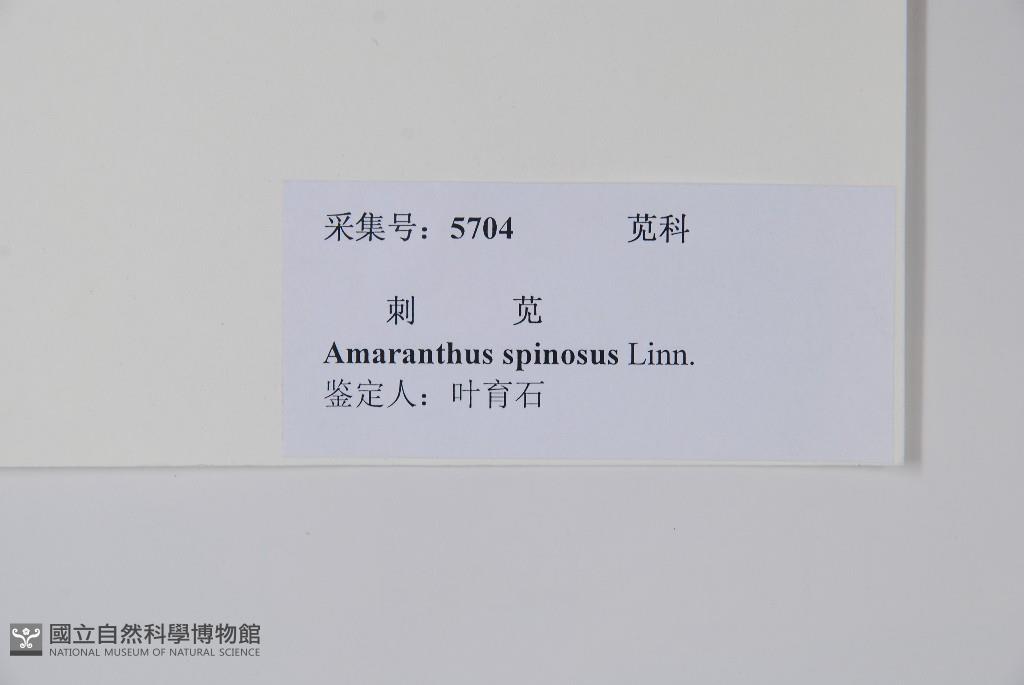 采集号：5704 苋科
刺 苋
Amaranthus spinosus Linn.
鉴定人：叶育石
國立自然科學博物館
NATIONAL MUSEUM OF NATURAL SCIENCE